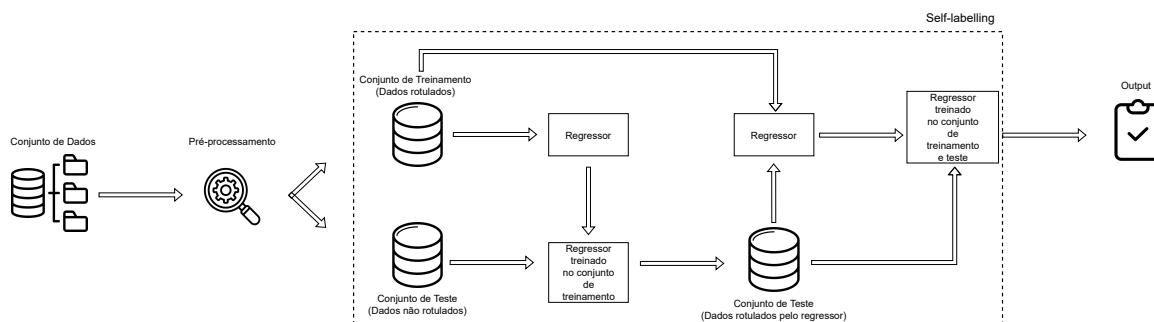 Self-labelling
Conjunto de Dados
Pré-processamento
Conjunto de Treinamento
(Dados rotulados)
Regressor
Regressor
Regressor
treinado
no conjunto
de
treinamento
e teste
Output
Conjunto de Teste
(Dados não rotulados)
Regressor
treinado
no conjunto
de
treinamento
Conjunto de Teste
(Dados rotulados pelo regressor)